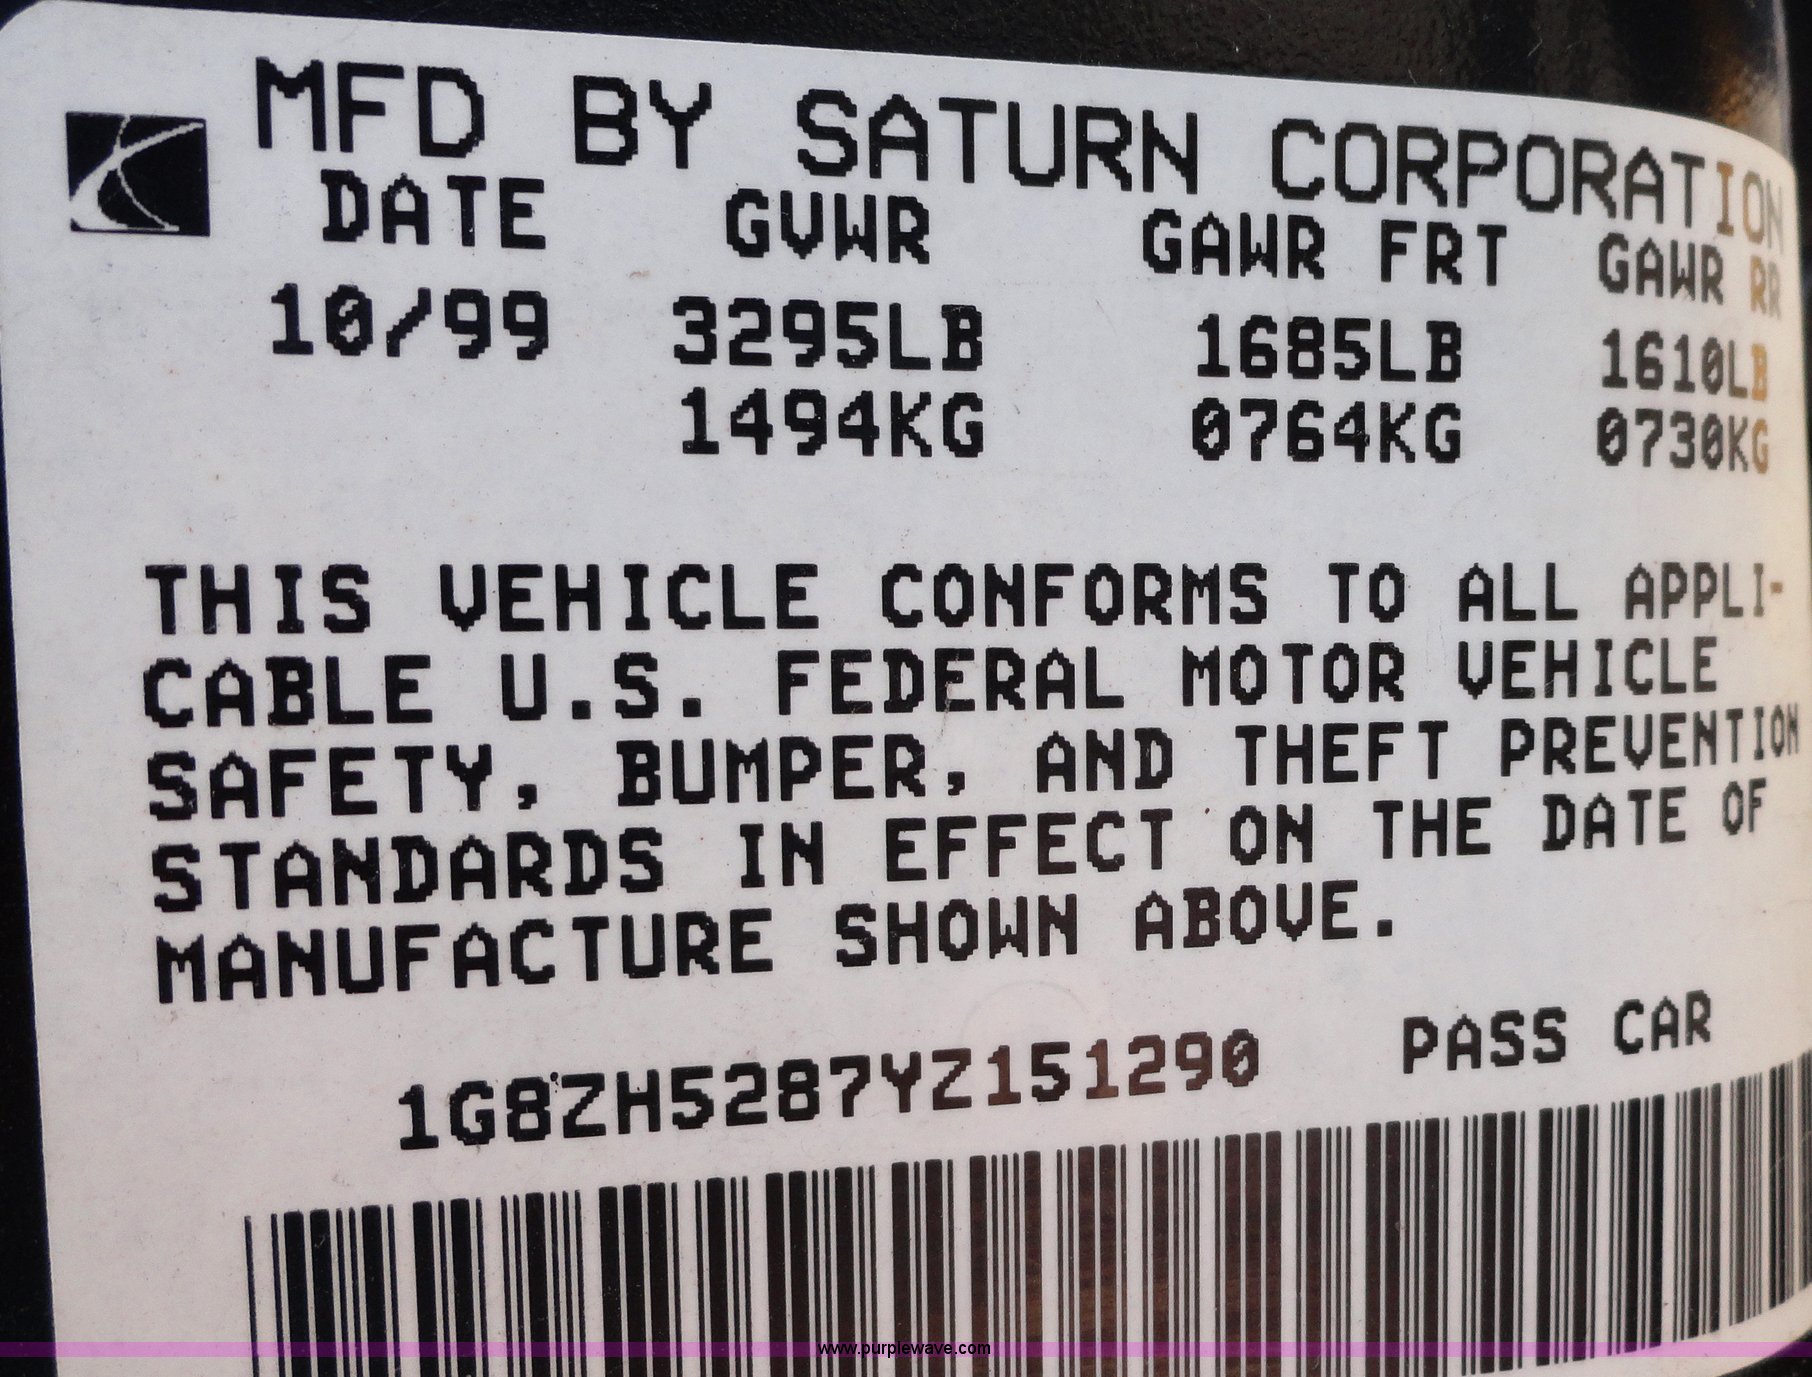 MFD BY SATURN CORPORATION
DATE GVWR GAWR FRT GAWR RR
10/99 3295LB 1685LB 1610LB
1494KG 0764KG 0730KG
THIS VEHICLE CONFORMS TO ALL APPLI-
CABLE U.S. FEDERAL MOTOR VEHICLE
SAFETY, BUMPER, AND THEFT PREVENTION
STANDARDS IN EFFECT ON THE DATE OF
MANUFACTURE SHOWN ABOVE.
1G8ZH5287YZ151290 PASS CAR
www.purplewave.com